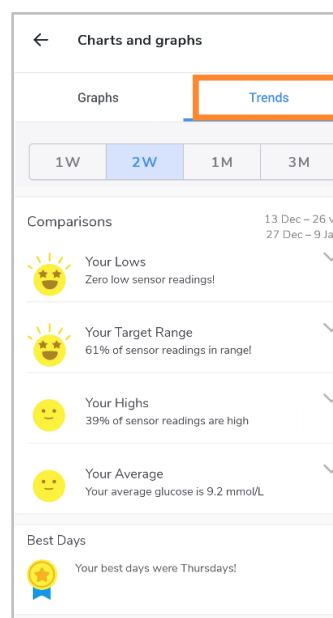 Charts and graphs
Graphs
Trends
1W
2W
1M
3M
Comparisons
13 Dec – 26 v
27 Dec – 9 Ja
Your Lows
Zero low sensor readings!
Your Target Range
61% of sensor readings in range!
Your Highs
39% of sensor readings are high
Your Average
Your average glucose is 9.2 mmol/L
Best Days
Your best days were Thursdays!